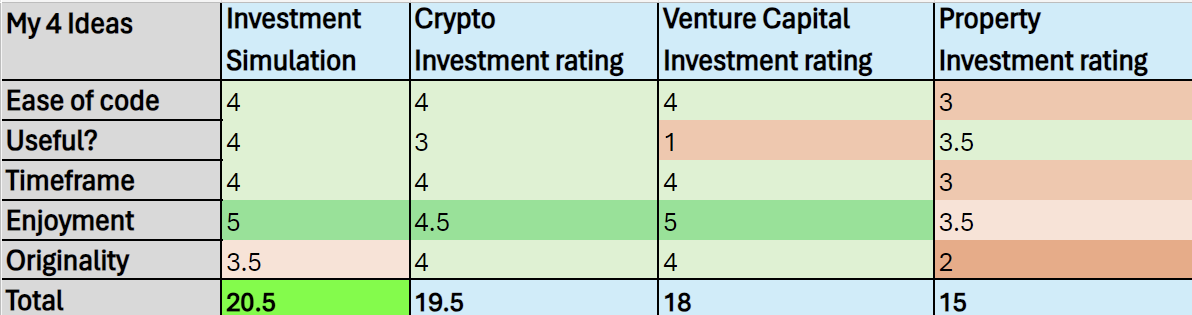 My 4 Ideas
Investment Simulation
Crypto Investment rating
Venture Capital Investment rating
Property Investment rating
Ease of code 4 4 4 3
Useful? 4 3 1 3.5
Timeframe 4 4 4 3
Enjoyment 5 4.5 5 3.5
Originality 3.5 4 4 2
Total 20.5 19.5 18 15